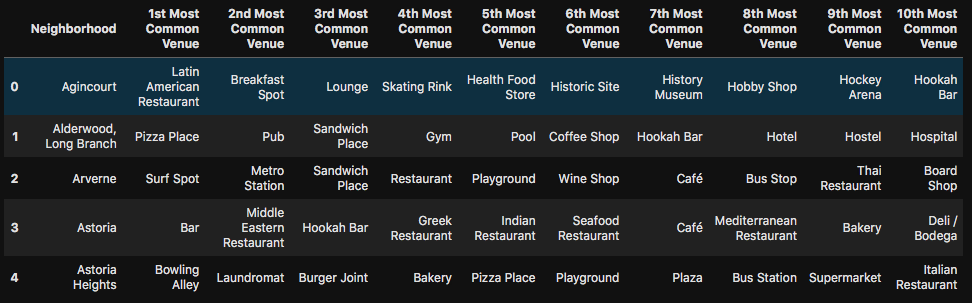 Neighborhood 1st Most Common Venue 2nd Most Common Venue 3rd Most Common Venue 4th Most Common Venue 5th Most Common Venue 6th Most Common Venue 7th Most Common Venue 8th Most Common Venue 9th Most Common Venue 10th Most Common Venue
0 Agincourt Latin American Restaurant Breakfast Spot Lounge Skating Rink Health Food Store Historic Site History Museum Hobby Shop Hockey Arena Hookah Bar
1 Alderwood, Long Branch Pizza Place Pub Sandwich Place Gym Pool Coffee Shop Hookah Bar Hotel Hostel Hospital
2 Arverne Surf Spot Metro Station Sandwich Place Restaurant Playground Wine Shop Café Bus Stop Thai Restaurant Board Shop
3 Astoria Bar Middle Eastern Restaurant Hookah Bar Greek Restaurant Indian Restaurant Seafood Restaurant Café Mediterranean Restaurant Bakery Deli / Bodega
4 Astoria Heights Bowling Alley Laundromat Burger Joint Bakery Pizza Place Playground Plaza Bus Station Supermarket Italian Restaurant